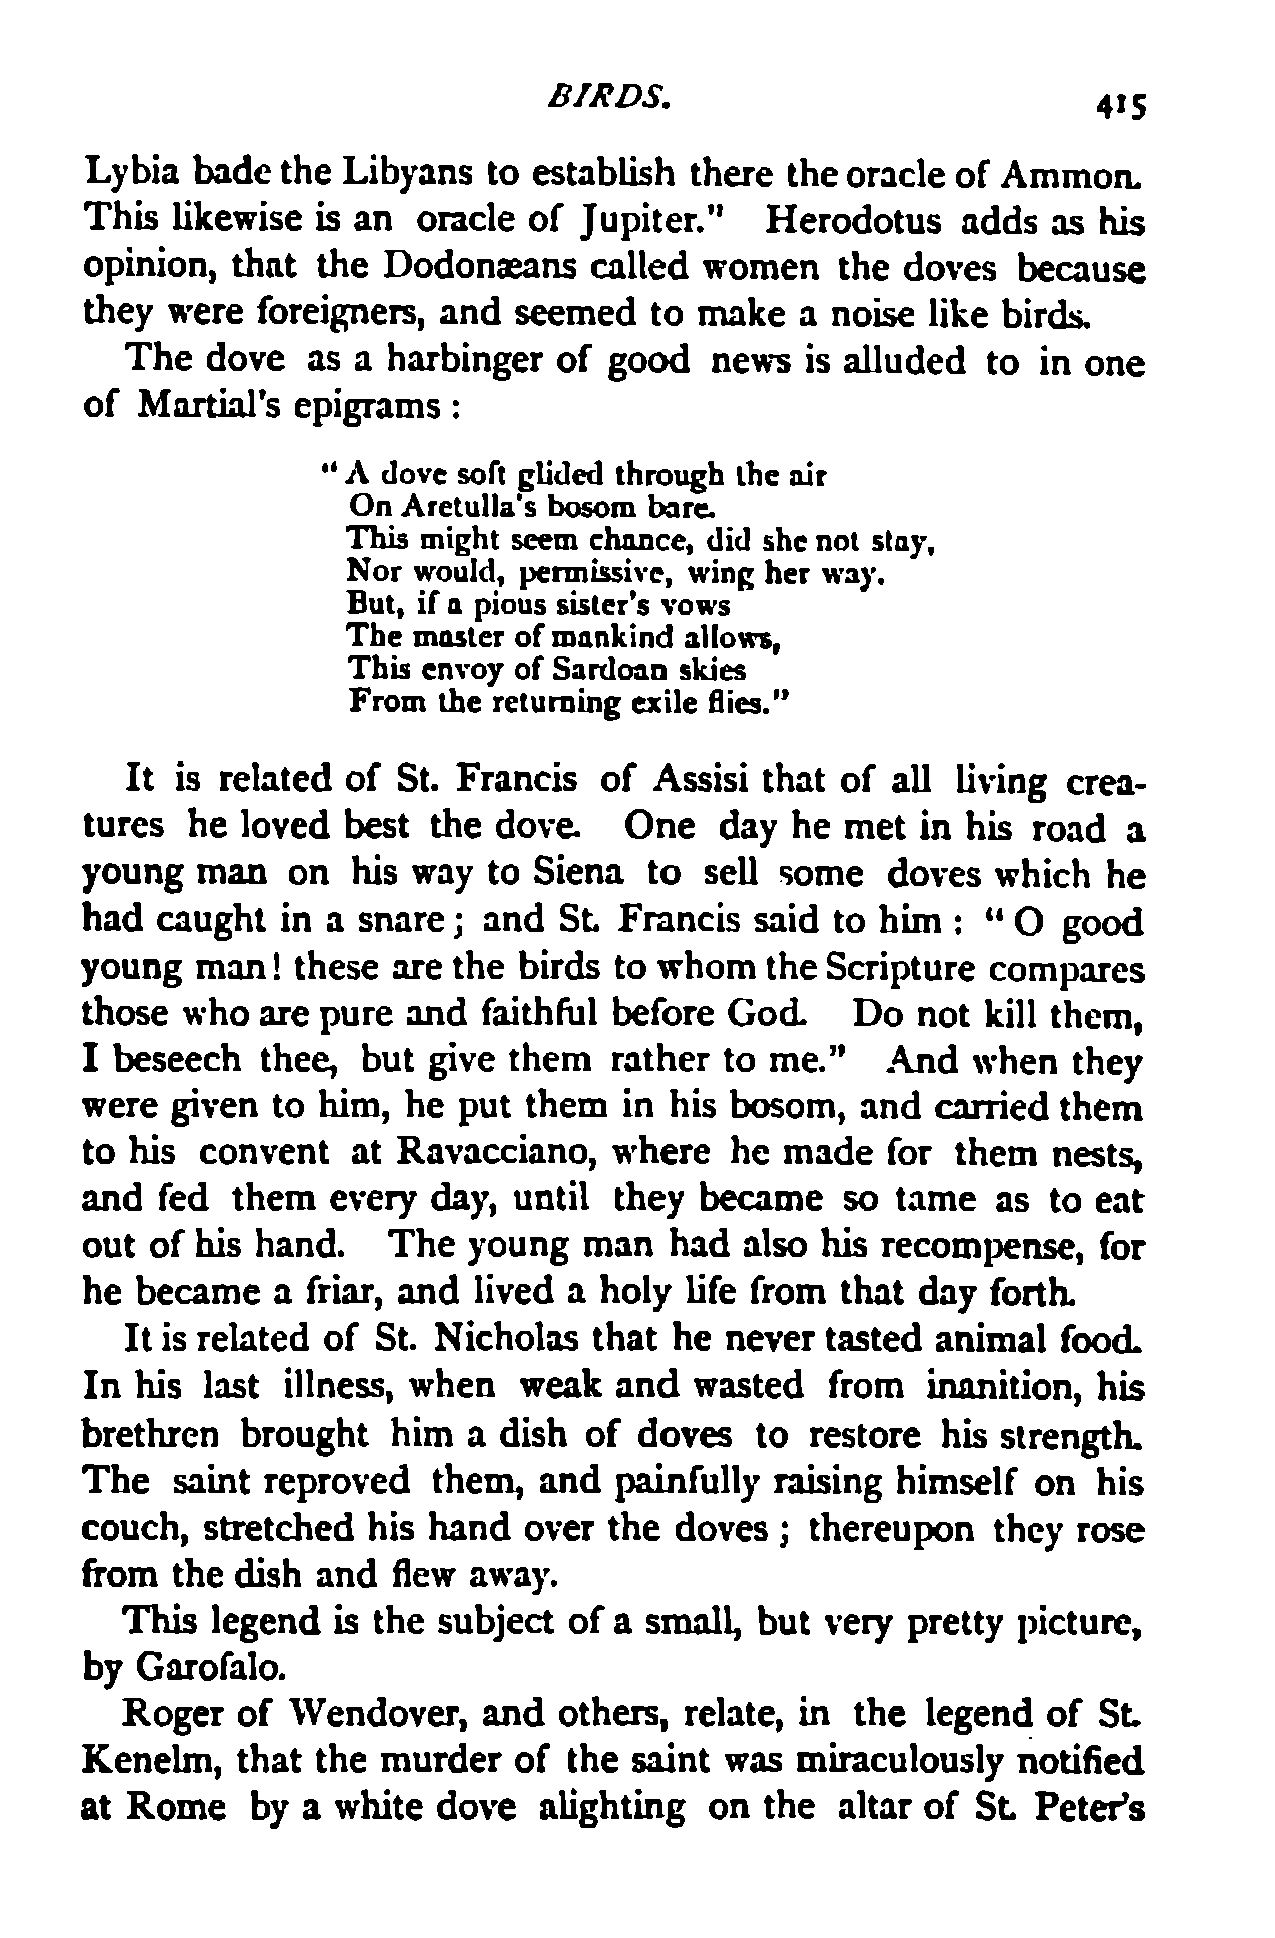 BIRDS. 415
Lybia bade the Libyans to establish there the oracle of Ammon.
This likewise is an oracle of Jupiter." Herodotus adds as his
opinion, that the Dodonæans called women the doves because
they were foreigners, and seemed to make a noise like birds.
The dove as a harbinger of good news is alluded to in one
of Martial's epigrams :
"A dove soft glided through the air
On Aretulla's bosom bare.
This might seem chance, did she not stay,
Nor would, permissive, wing her way.
But, if a pious sister's vows
The master of mankind allows,
This envoy of Sardoan skies
From the returning exile flies."
It is related of St. Francis of Assisi that of all living crea-
tures he loved best the dove. One day he met in his road a
young man on his way to Siena to sell some doves which he
had caught in a snare ; and St. Francis said to him : "O good
young man! these are the birds to whom the Scripture compares
those who are pure and faithful before God. Do not kill them,
I beseech thee, but give them rather to me." And when they
were given to him, he put them in his bosom, and carried them
to his convent at Ravacciano, where he made for them nests,
and fed them every day, until they became so tame as to eat
out of his hand. The young man had also his recompense, for
he became a friar, and lived a holy life from that day forth.
It is related of St. Nicholas that he never tasted animal food.
In his last illness, when weak and wasted from inanition, his
brethren brought him a dish of doves to restore his strength.
The saint reproved them, and painfully raising himself on his
couch, stretched his hand over the doves ; thereupon they rose
from the dish and flew away.
This legend is the subject of a small, but very pretty picture,
by Garofalo.
Roger of Wendover, and others, relate, in the legend of St.
Kenelm, that the murder of the saint was miraculously notified
at Rome by a white dove alighting on the altar of St. Peter's